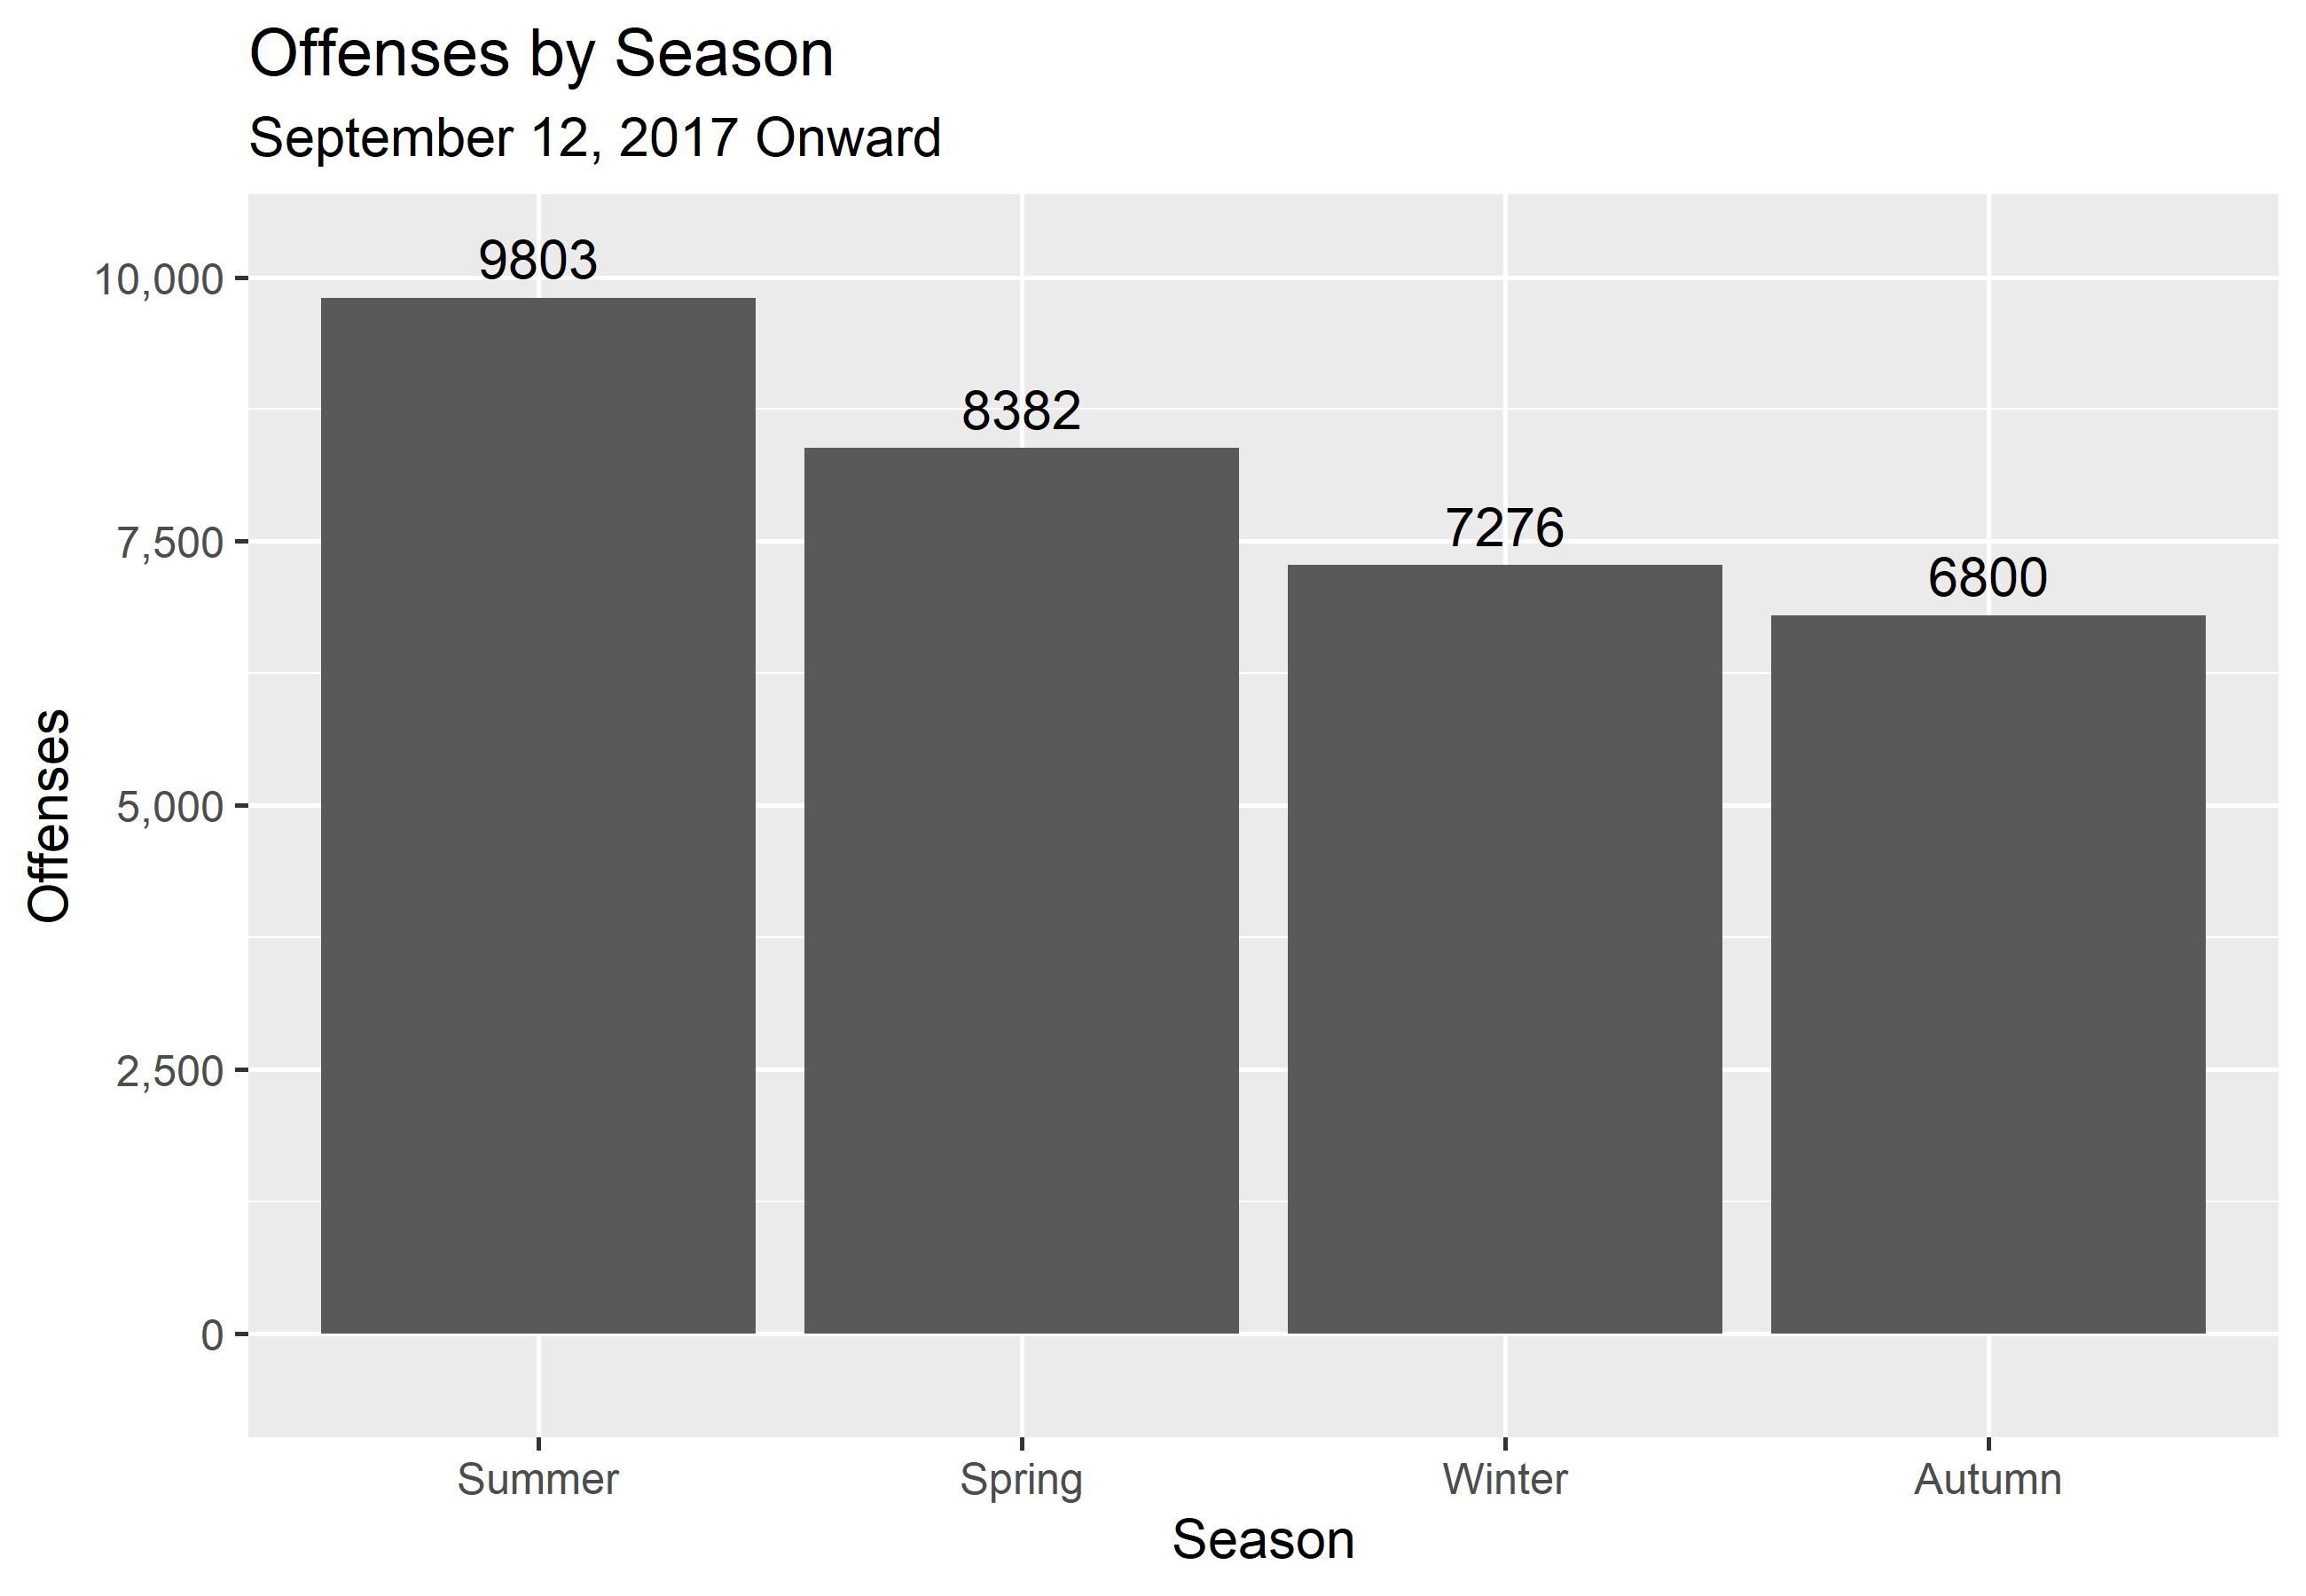 Offenses by Season
September 12, 2017 Onward
Offenses
10,000
7,500
5,000
2,500
0
9803
8382
7276
6800
Summer Spring Winter Autumn
Season